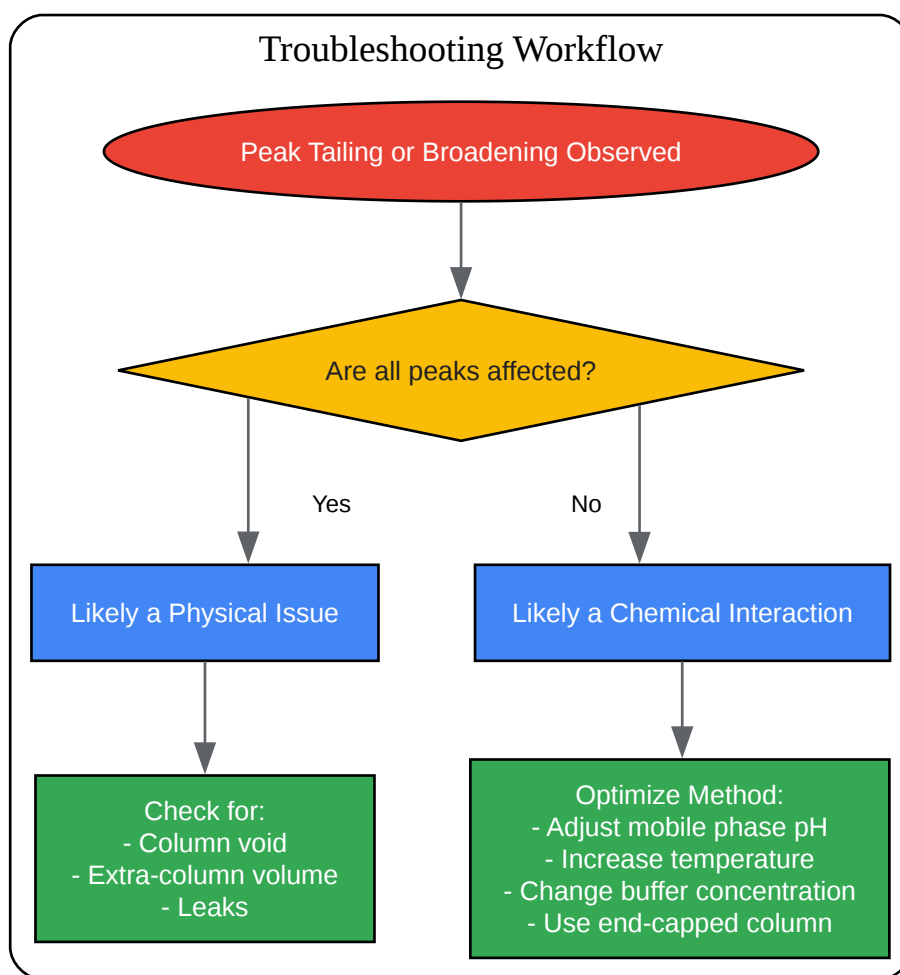 Troubleshooting Workflow
Peak Tailing or Broadening Observed
Are all peaks affected?
Yes
No
Likely a Physical Issue
Likely a Chemical Interaction
Check for:
- Column void
- Extra-column volume
- Leaks
Optimize Method:
- Adjust mobile phase pH
- Increase temperature
- Change buffer concentration
- Use end-capped column